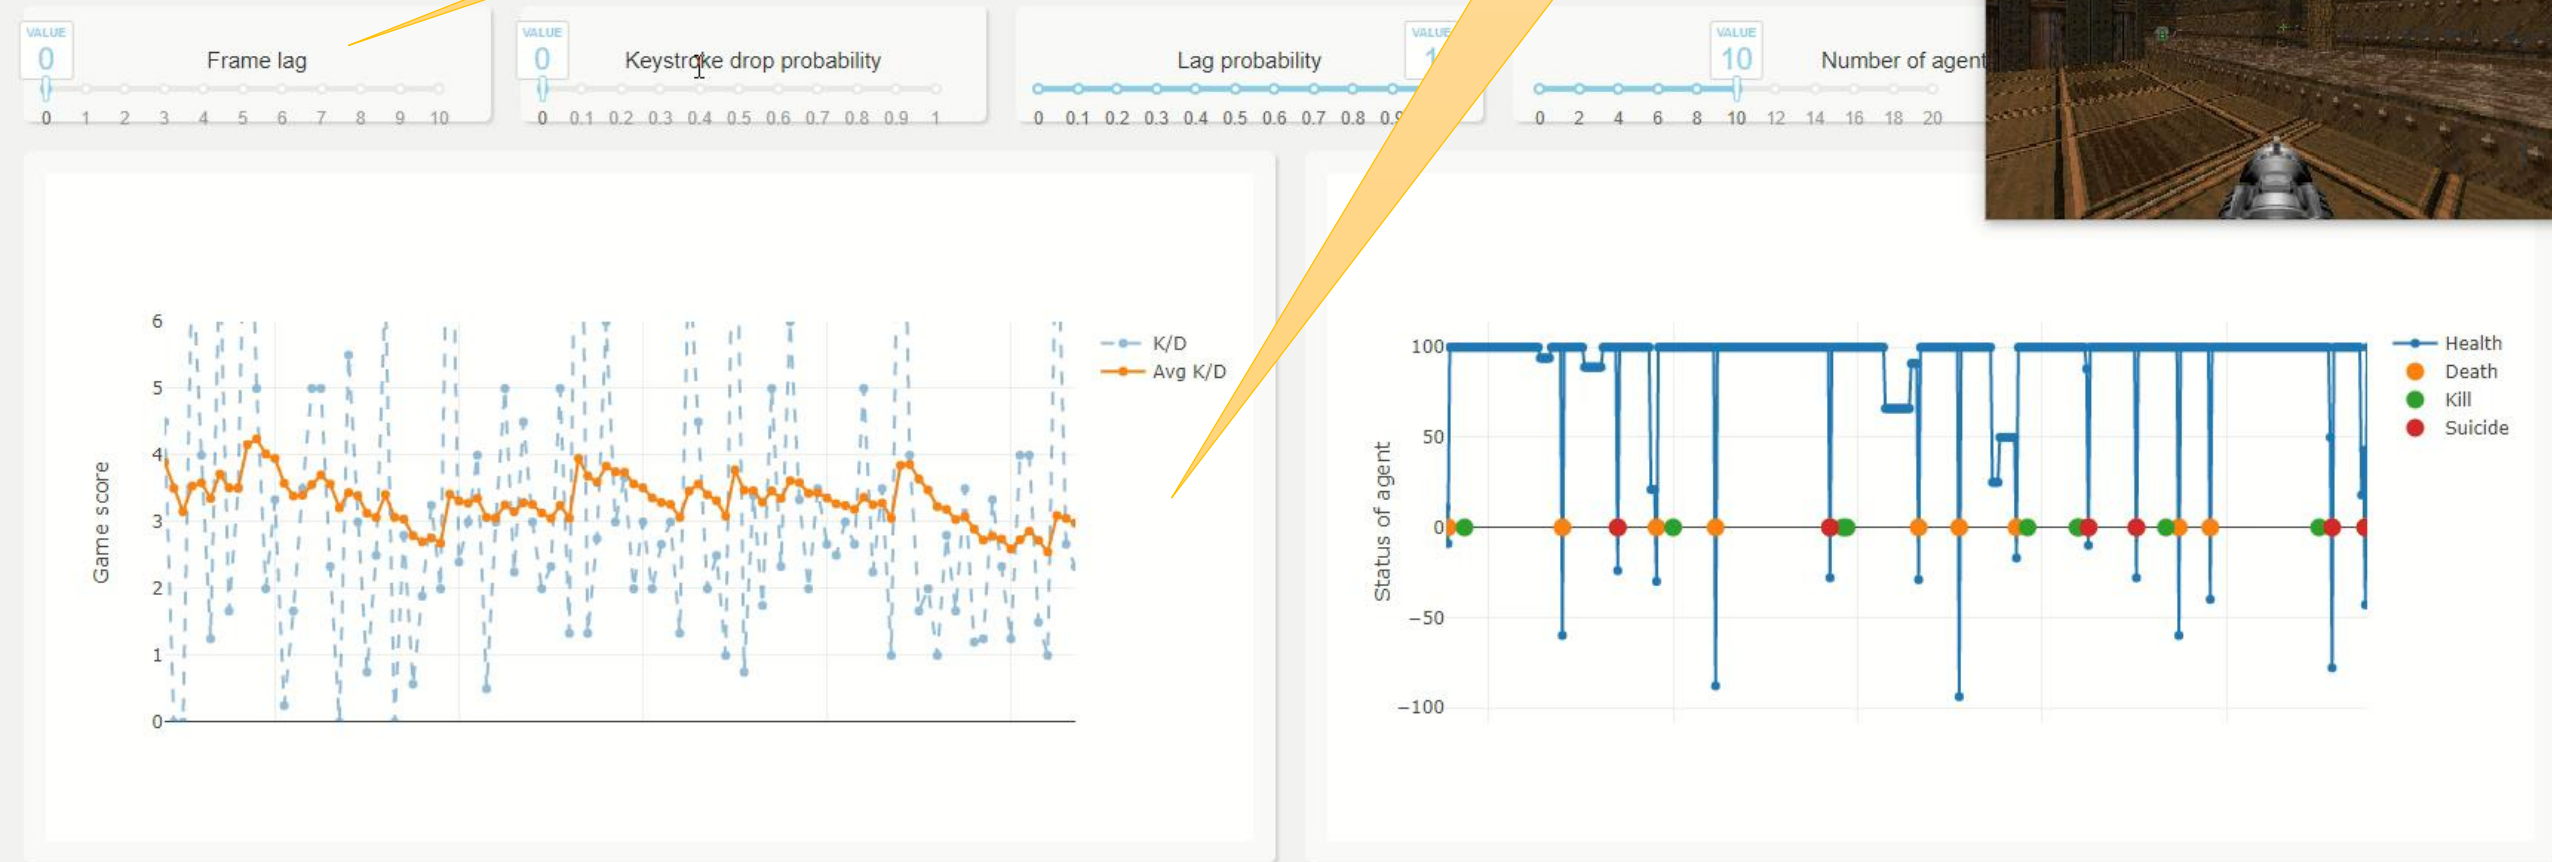 VALUE
0
Frame lag
0 1 2 3 4 5 6 7 8 9 10
VALUE
0
Keystroke drop probability
0 0.1 0.2 0.3 0.4 0.5 0.6 0.7 0.8 0.9 1
Lag probability
VALUE
1
0 0.1 0.2 0.3 0.4 0.5 0.6 0.7 0.8
VALUE
10
Number of agent
0 2 4 6 8 10 12 14 16 18 20
6
5
4
3
2
1
0
Game score
K/D
Avg K/D
100
50
0
−50
−100
Status of agent
Health
Death
Kill
Suicide